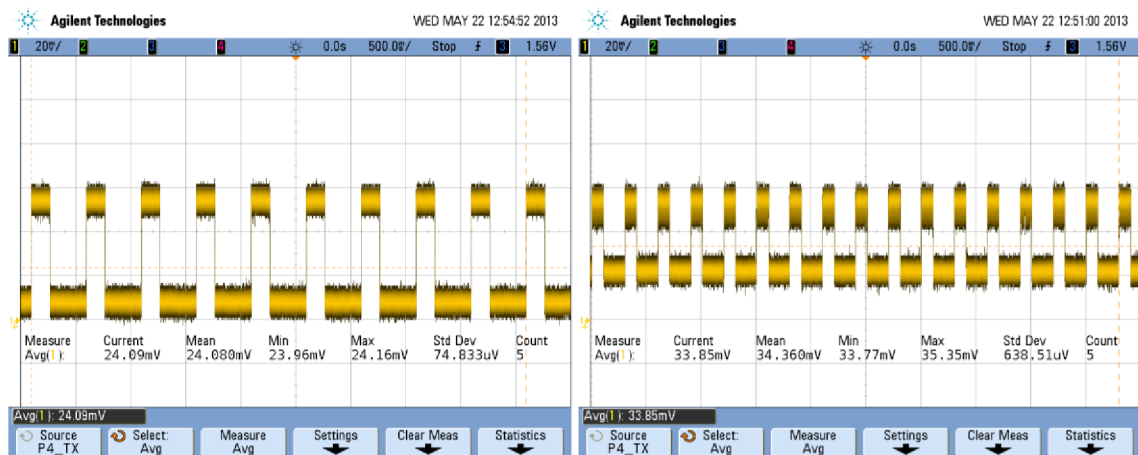 Agilent Technologies WED MAY 22 12:54:52 2013
1 20m/ 2 3 4 0.0s 500.0m/ Stop 3 1.56V
Measure Current Mean Min Max Std Dev Count
Avg(1): 24.09mV 24.080mV 23.96mV 24.16mV 74.833uV 5
Avg(1): 24.09mV
Source Select: Measure Settings Clear Meas Statistics
P4_TX Avg Avg
Agilent Technologies WED MAY 22 12:51:00 2013
1 20m/ 2 3 4 0.0s 500.0m/ Stop 3 1.56V
Measure Current Mean Min Max Std Dev Count
Avg(1): 33.85mV 34.360mV 33.77mV 35.35mV 638.51uV 5
Avg(1): 33.85mV
Source Select: Measure Settings Clear Meas Statistics
P4_TX Avg Avg